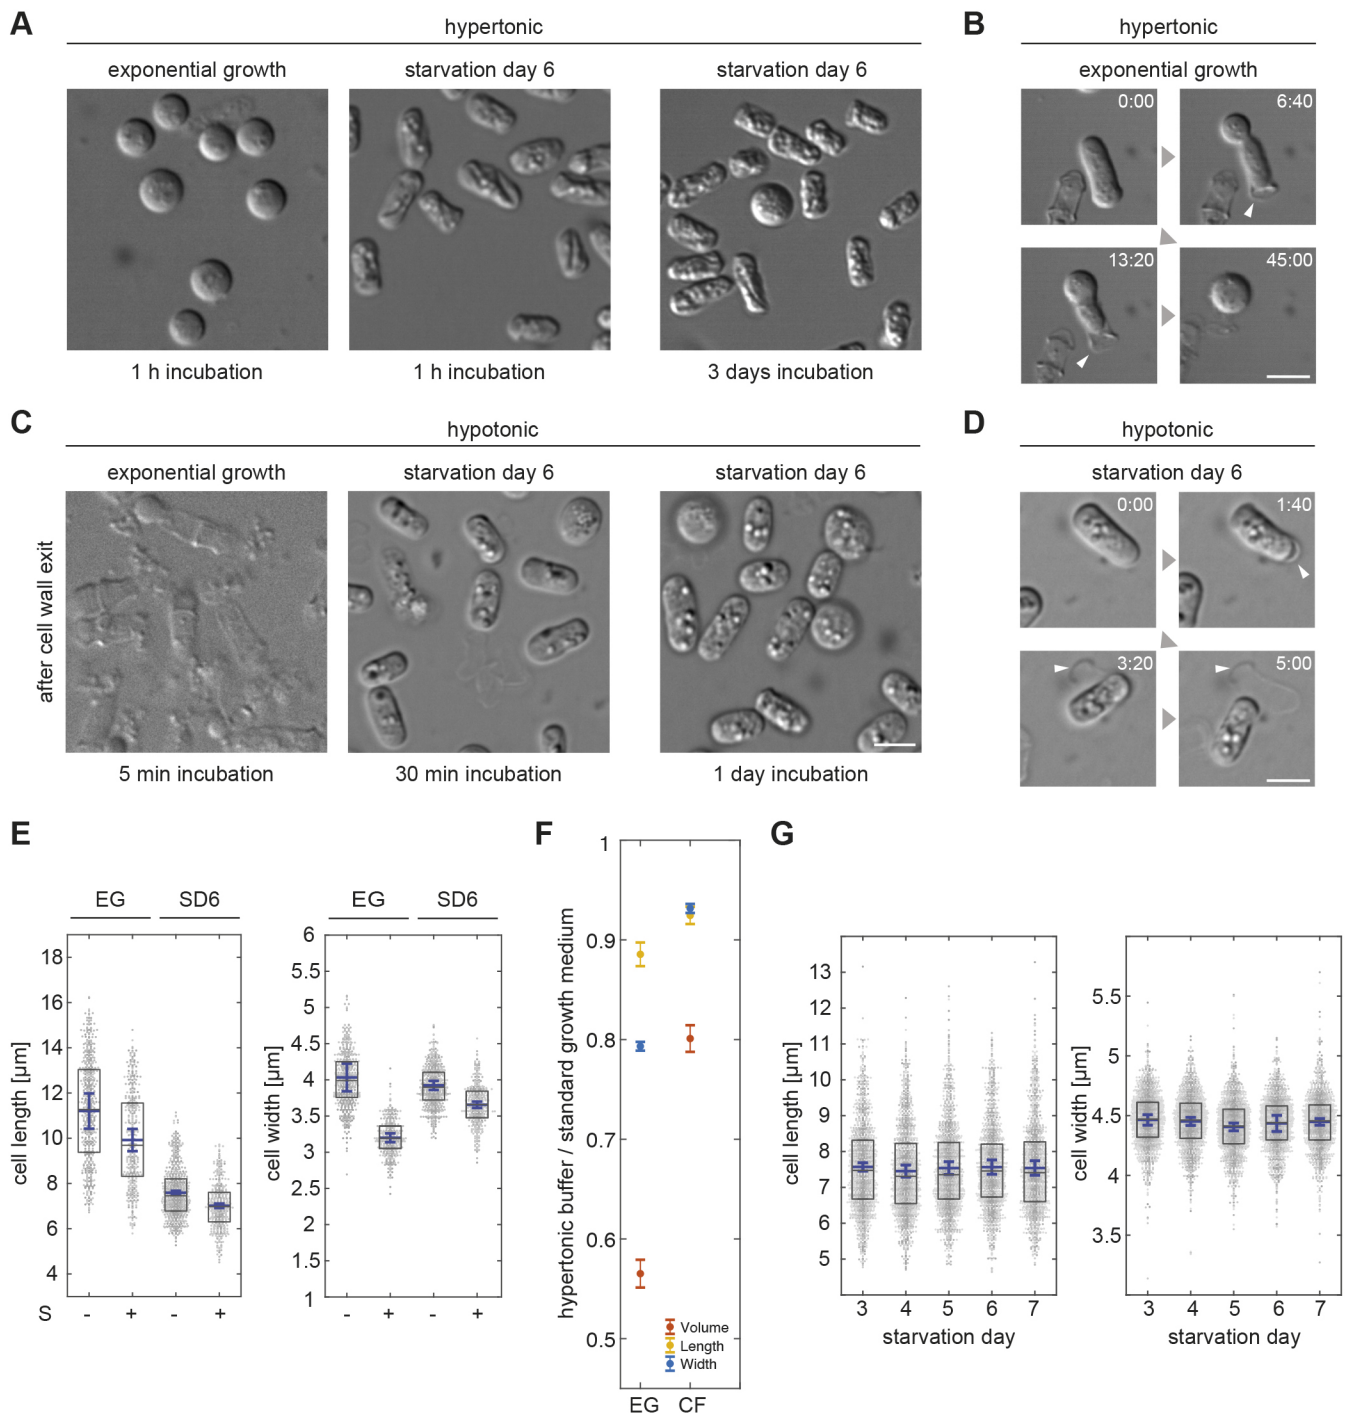 A
hypertonic
exponential growth
starvation day 6
starvation day 6
1 h incubation
1 h incubation
3 days incubation
B
hypertonic
exponential growth
0:00
6:40
13:20
45:00
C
hypotonic
exponential growth
starvation day 6
starvation day 6
after cell wall exit
5 min incubation
30 min incubation
1 day incubation
D
hypotonic
starvation day 6
0:00
1:40
3:20
5:00
E
EG
SD6
cell length [µm]
18
16
14
12
10
8
6
4
S
-
+
-
+
EG
SD6
cell width [µm]
6
5.5
5
4.5
4
3.5
3
2.5
2
1.5
1
-
+
-
+
F
hypertonic buffer / standard growth medium
1
0.9
0.8
0.7
0.6
0.5
Volume
Length
Width
EG
CF
G
cell length [µm]
13
12
11
10
9
8
7
6
5
3
4
5
6
7
starvation day
cell width [µm]
5.5
5
4.5
4
3.5
3
4
5
6
7
starvation day